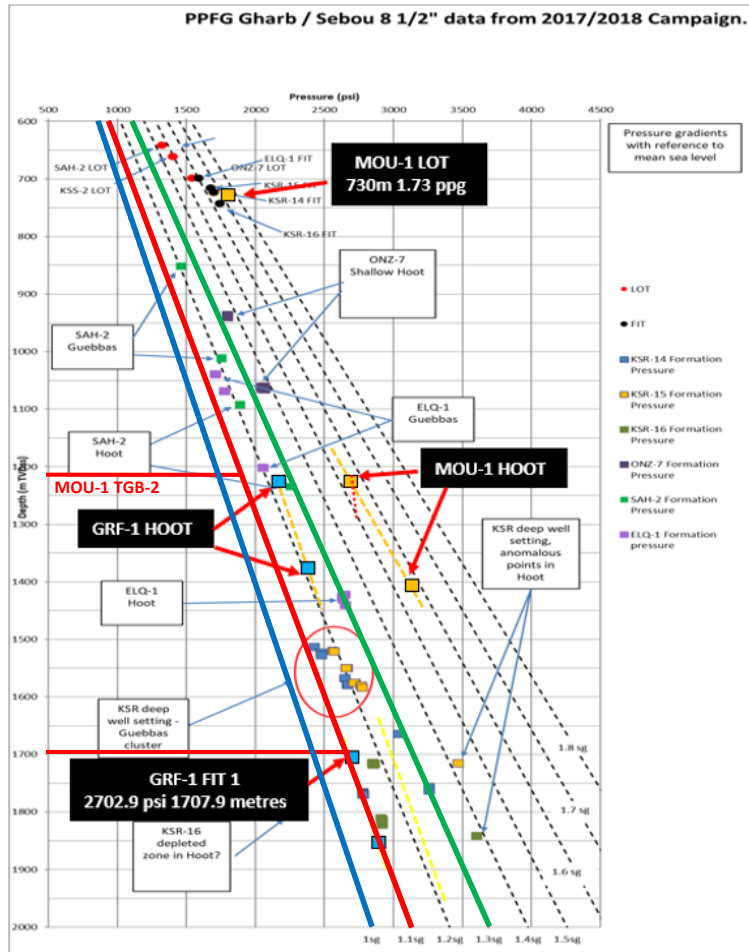 PPFG Gharb / Sebou 8 1/2" data from 2017/2018 Campaign.
Pressure (psi)
500 1000 1500 2000 2500 3000 3500 4000 4500
600
700
800
900
1000
1100
1200
1300
1400
1500
1600
1700
1800
1900
2000
Pressure gradients
with reference to
mean sea level
SAH-2 LOT
KSS-2 LOT
ELQ-1 FIT
ONZ-7 LOT
KSR-15 FIT
KSR-14 FIT
KSR-16 FIT
MOU-1 LOT
730m 1.73 ppg
ONZ-7
Shallow Hoot
SAH-2
Guebbas
ELQ-1
Guebbas
SAH-2
Hoot
MOU-1 TGB-2
MOU-1 HOOT
GRF-1 HOOT
KSR deep well
setting,
anomalous
points in
Hoot
ELQ-1
Hoot
KSR deep
well setting -
Guebbas
cluster
GRF-1 FIT 1
2702.9 psi 1707.9 metres
KSR-16
depleted
zone in Hoot?
LOT
FIT
KSR-14 Formation
Pressure
KSR-15 Formation
Pressure
KSR-16 Formation
Pressure
ONZ-7 Formation
Pressure
SAH-2 Formation
Pressure
ELQ-1 Formation
pressure
1.8 sg
1.7 sg
1.6 sg
1sg 1.1sg 1.2sg 1.3sg 1.4sg 1.5sg